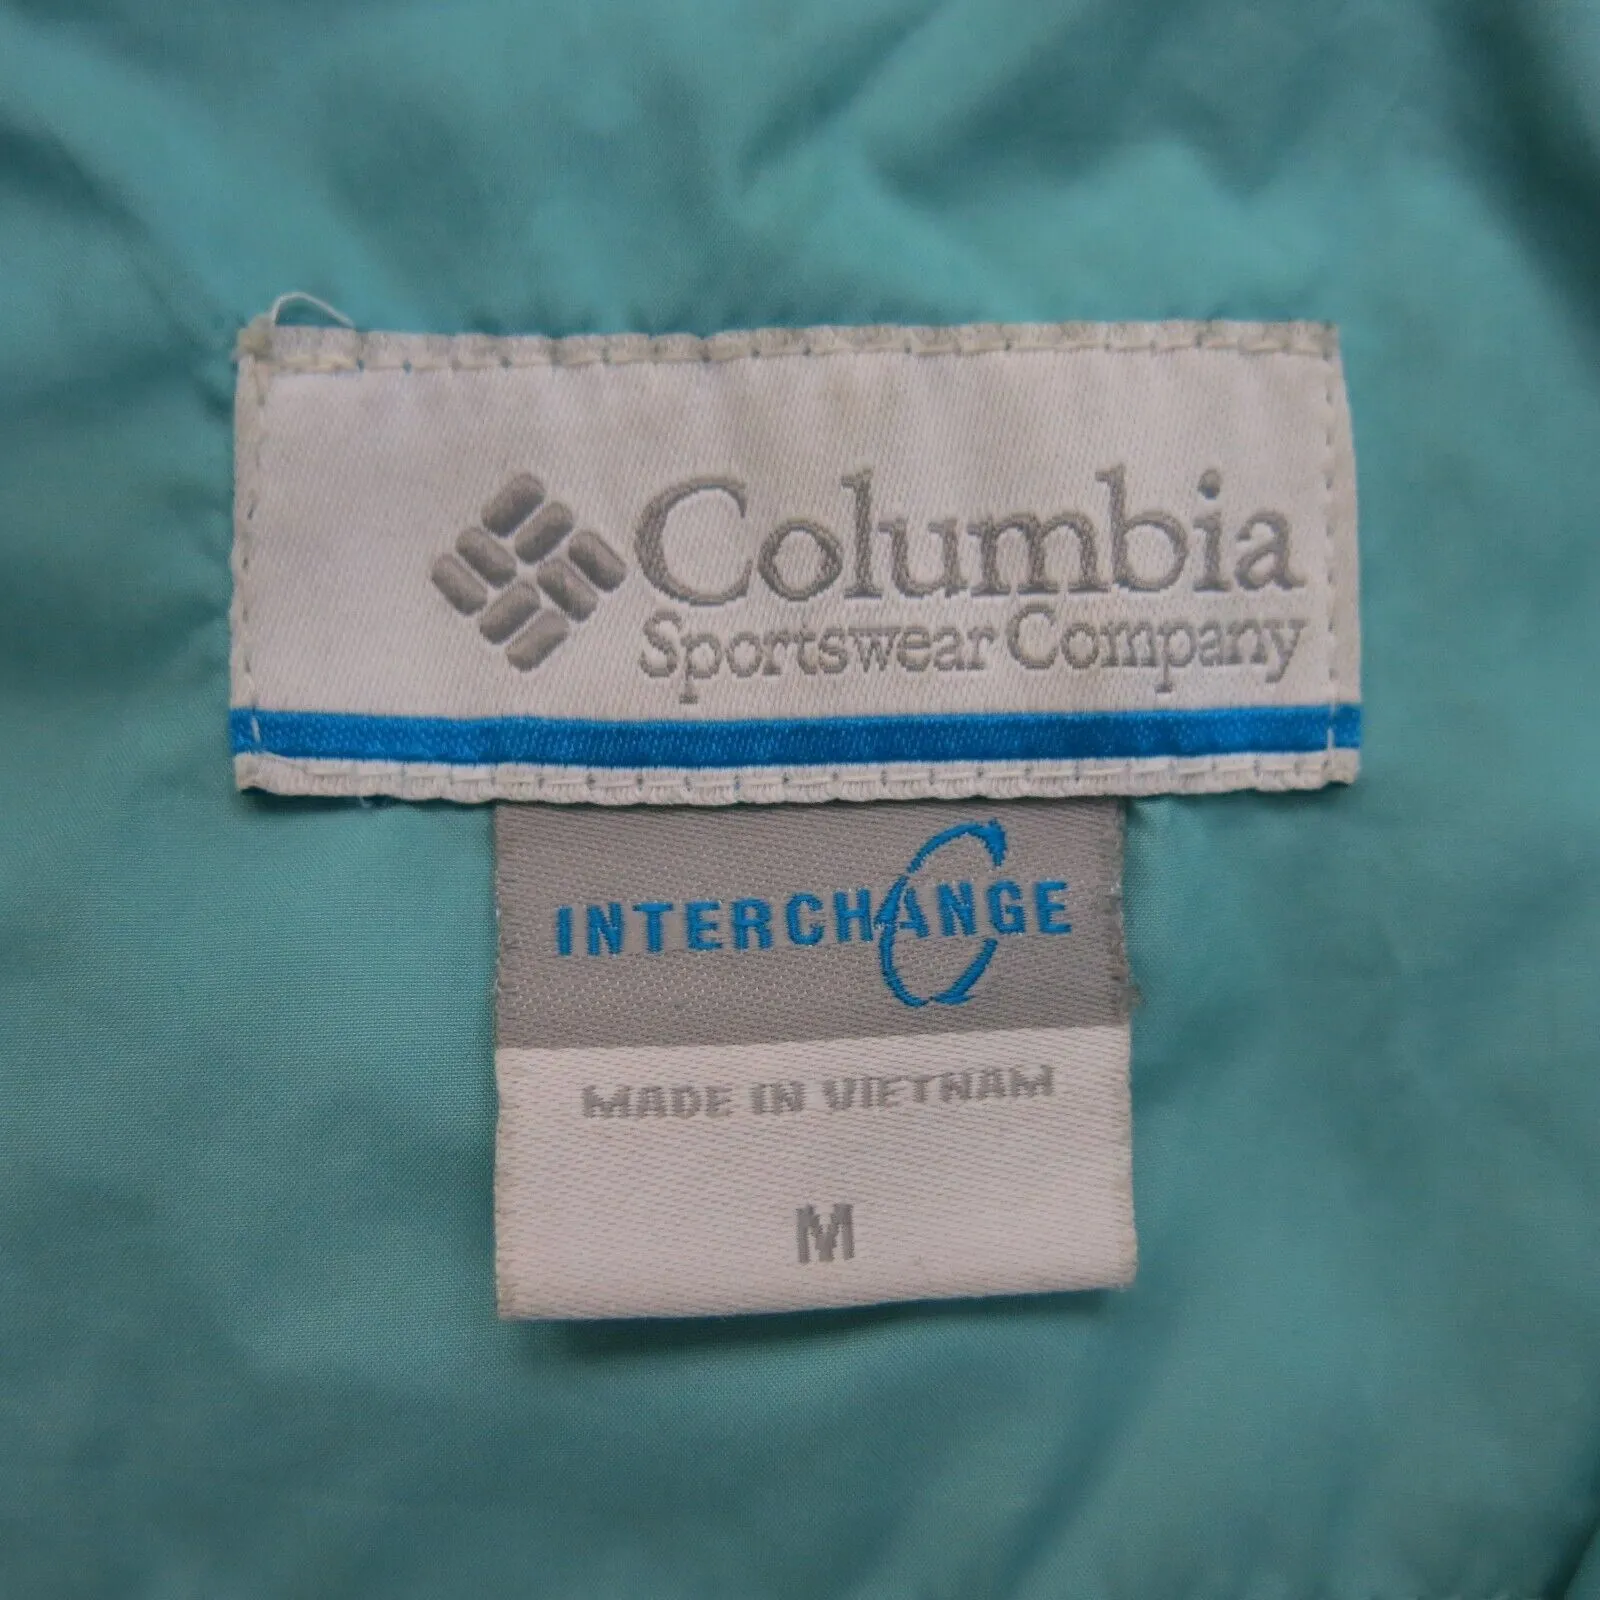 Columbia
Sportswear Company
INTERCHANGE
MADE IN VIETNAM
M